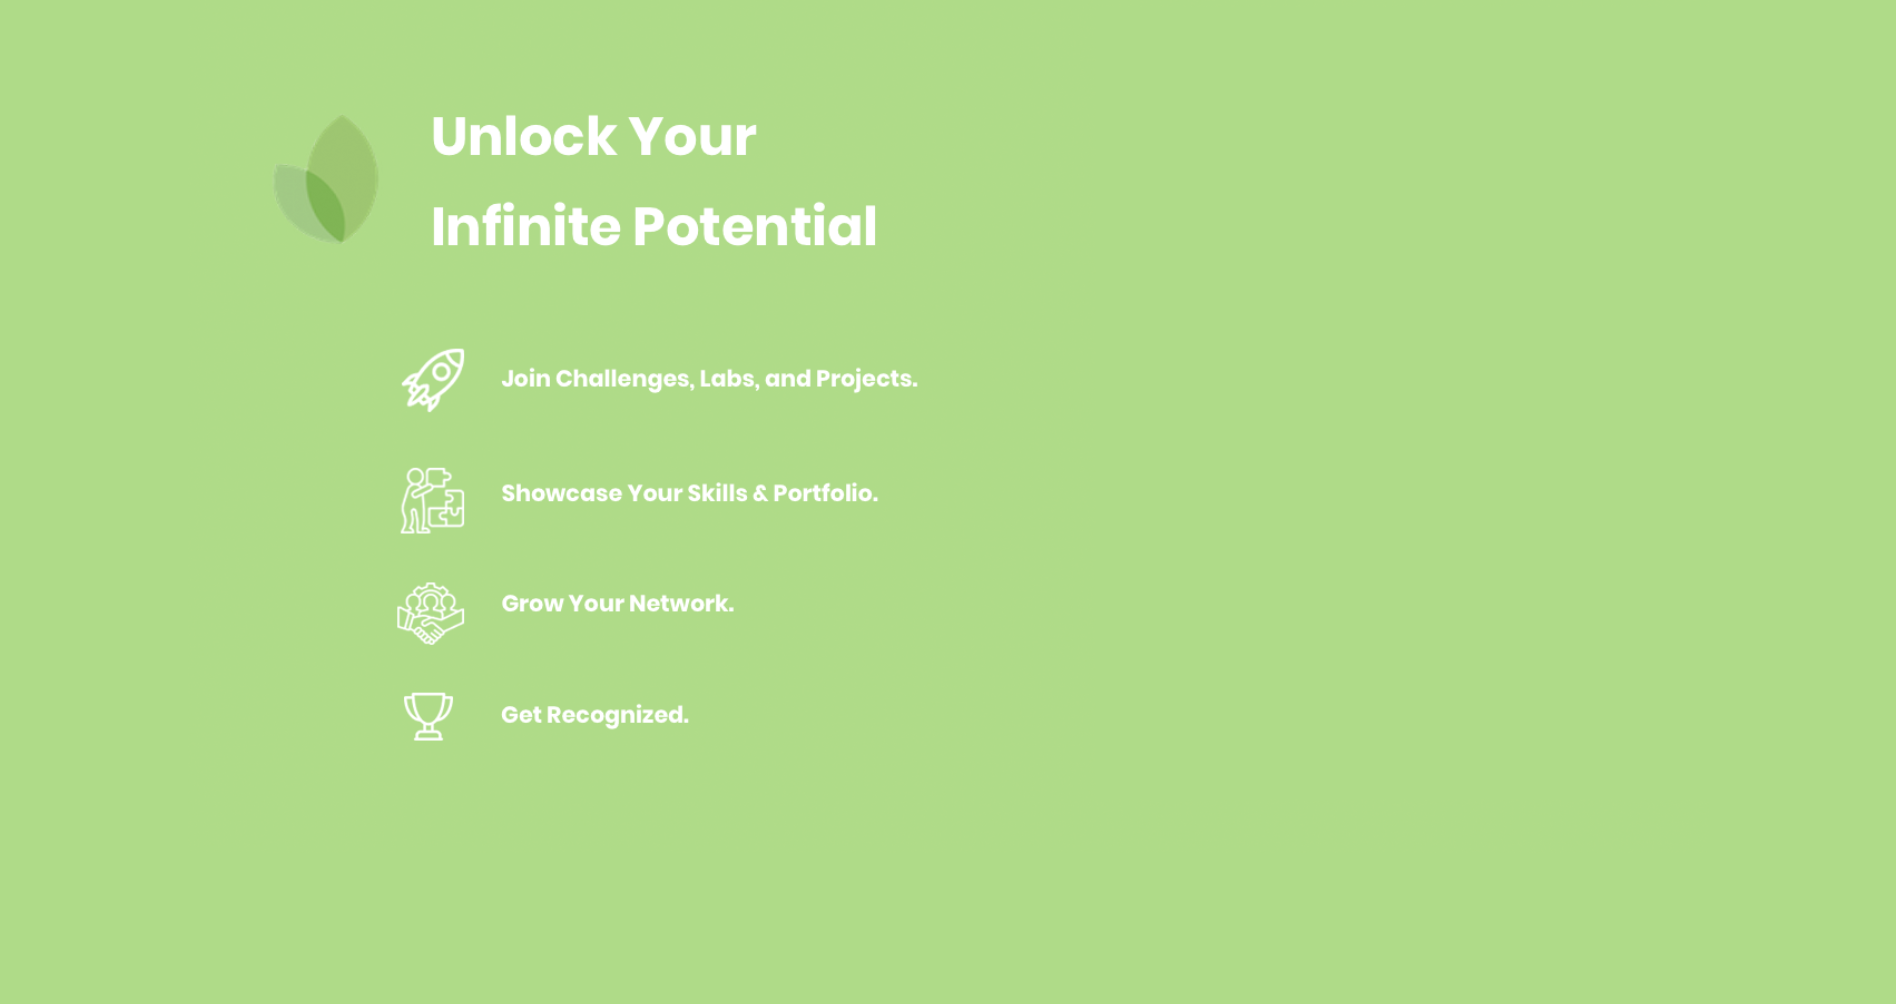 Unlock Your
Infinite Potential
Join Challenges, Labs, and Projects.
Showcase Your Skills & Portfolio.
Grow Your Network.
Get Recognized.